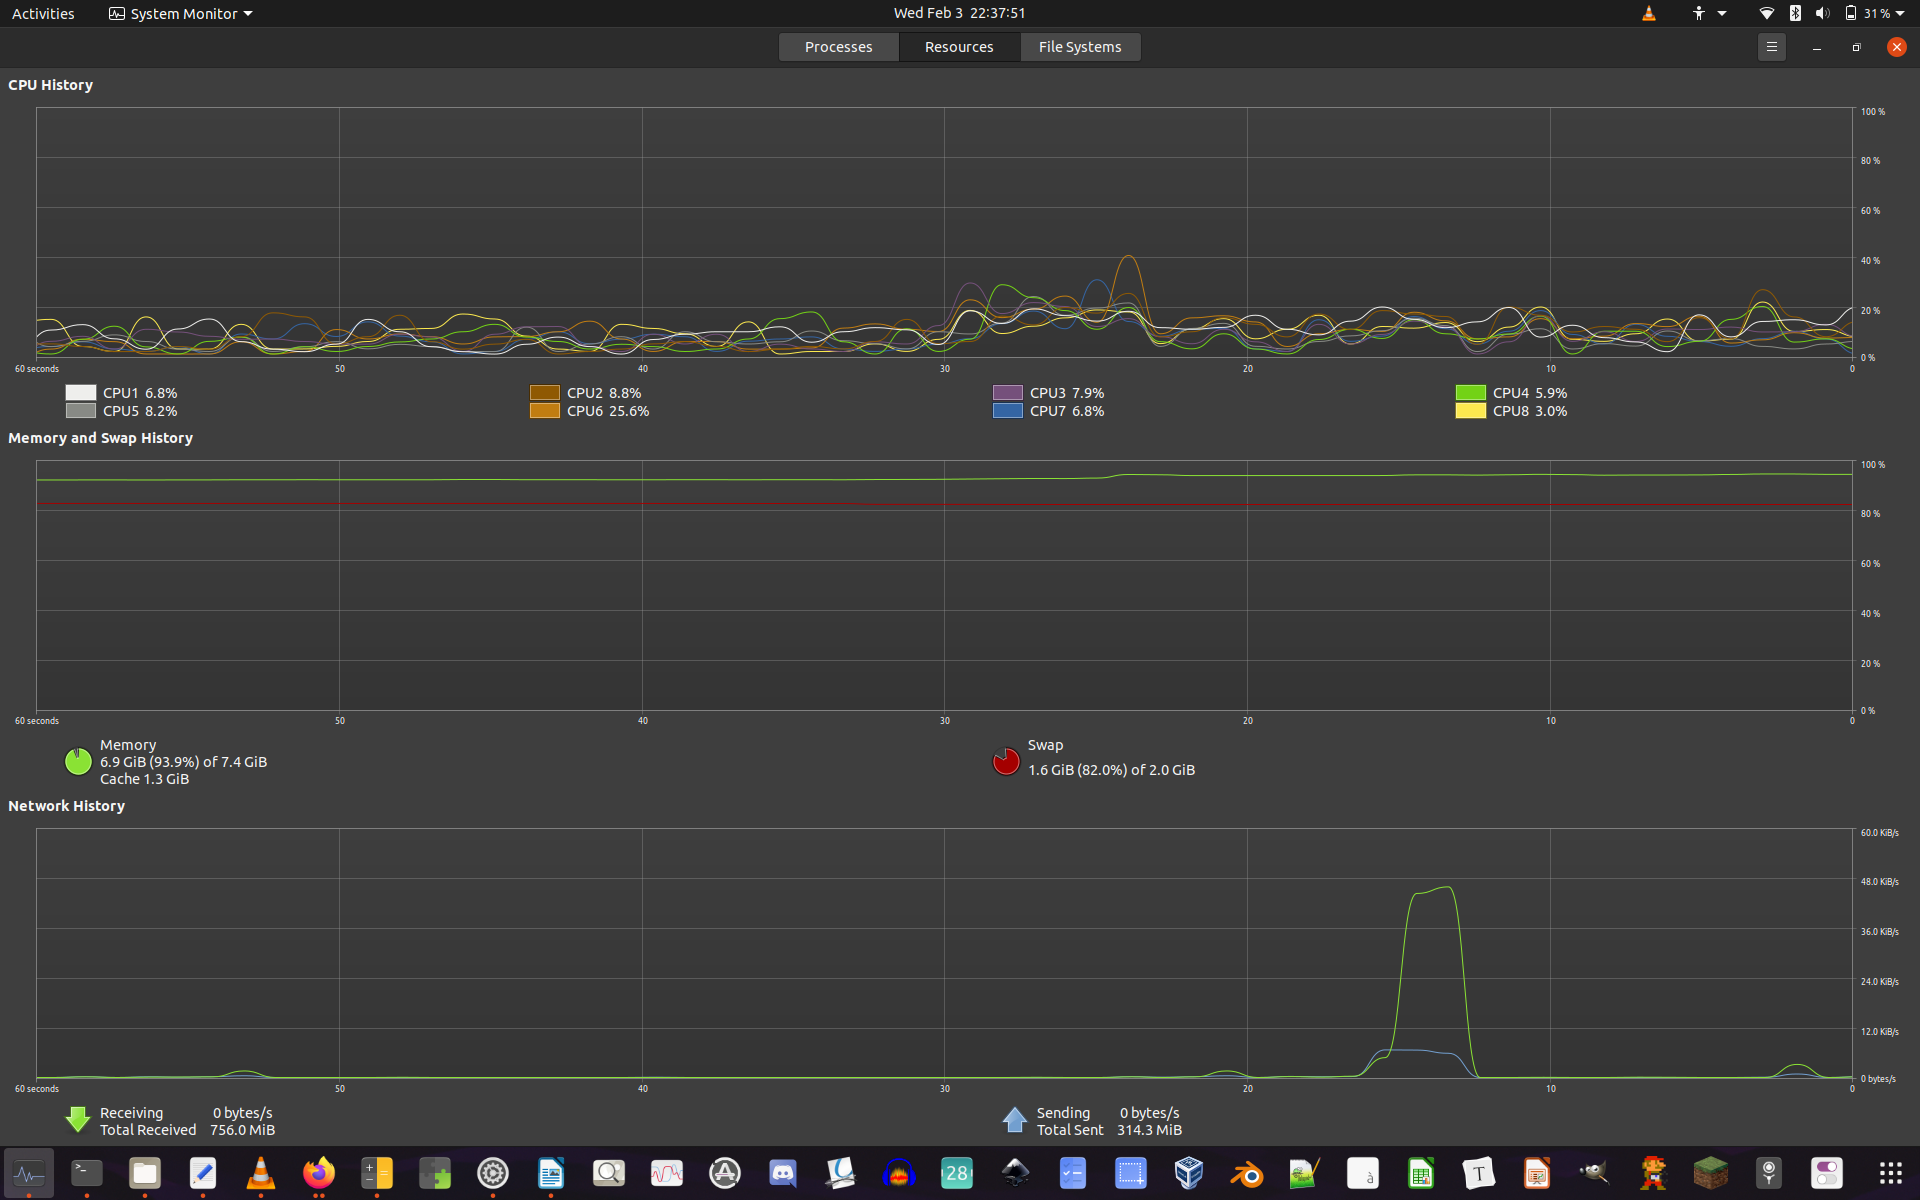 Activities
System Monitor
Wed Feb 3 22:37:51
31 %
Processes
Resources
File Systems
CPU History
100 %
80 %
60 %
40 %
20 %
0 %
60 seconds 50 40 30 20 10 0
CPU1 6.8%
CPU2 8.8%
CPU3 7.9%
CPU4 5.9%
CPU5 8.2%
CPU6 25.6%
CPU7 6.8%
CPU8 3.0%
Memory and Swap History
100 %
80 %
60 %
40 %
20 %
0 %
60 seconds 50 40 30 20 10 0
Memory
6.9 GiB (93.9%) of 7.4 GiB
Cache 1.3 GiB
Swap
1.6 GiB (82.0%) of 2.0 GiB
Network History
60.0 KiB/s
48.0 KiB/s
36.0 KiB/s
24.0 KiB/s
12.0 KiB/s
0 bytes/s
60 seconds 50 40 30 20 10 0
Receiving 0 bytes/s
Total Received 756.0 MiB
Sending 0 bytes/s
Total Sent 314.3 MiB
>_
28
à
T